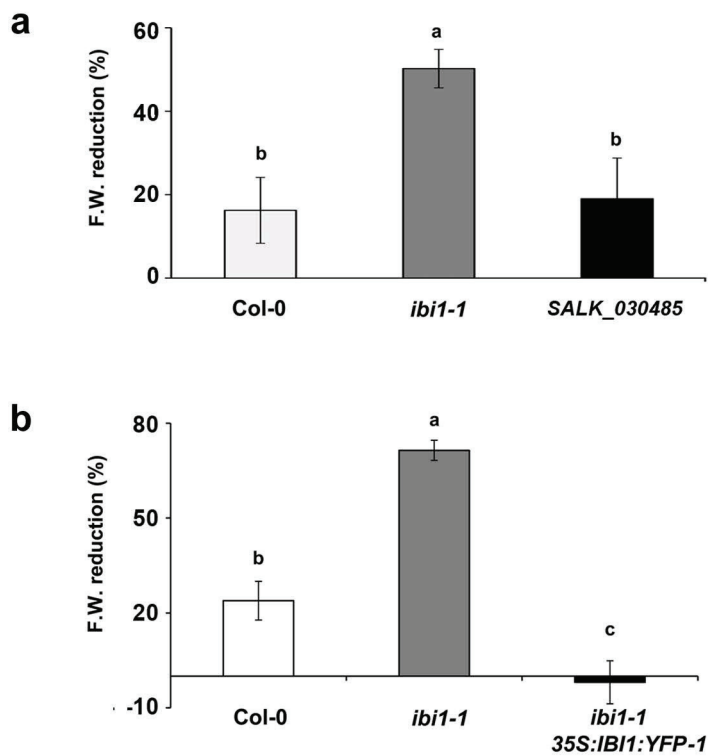 a
F.W. reduction (%)
60
40
20
0
a
b
b
Col-0
ibi1-1
SALK_030485
b
F.W. reduction (%)
80
50
20
-10
a
b
c
Col-0
ibi1-1
ibi1-1
35S:IBI1:YFP-1